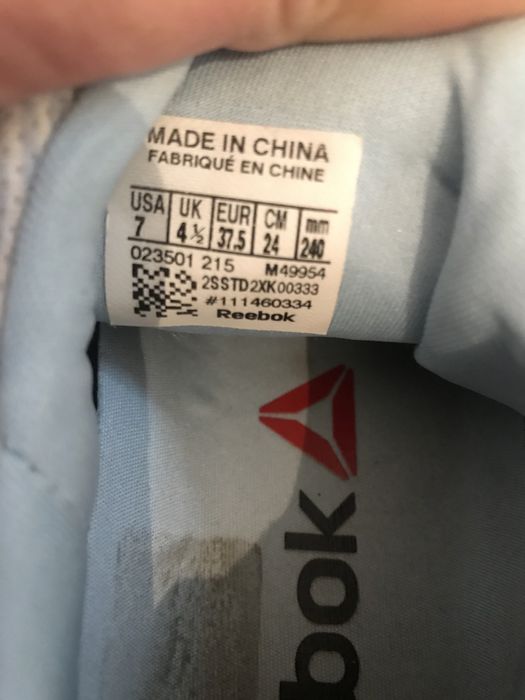 MADE IN CHINA
FABRIQUÉ EN CHINE
USA UK EUR CM mm
7 4½ 37.5 24 240
023501 215 M49954
2SSTD2XK00333
#111460334
Reebok
bok